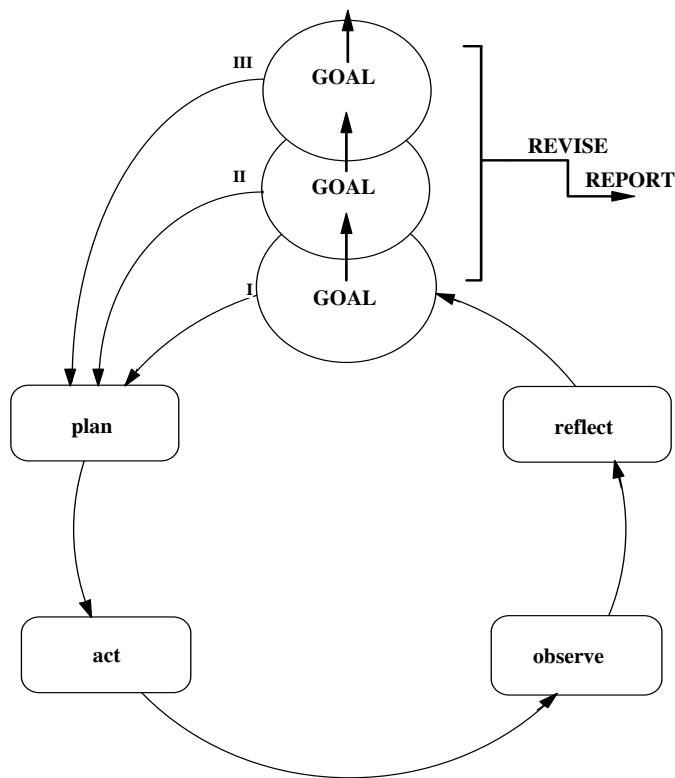 III
GOAL
REVISE
II
GOAL
REPORT
I
GOAL
plan
reflect
act
observe